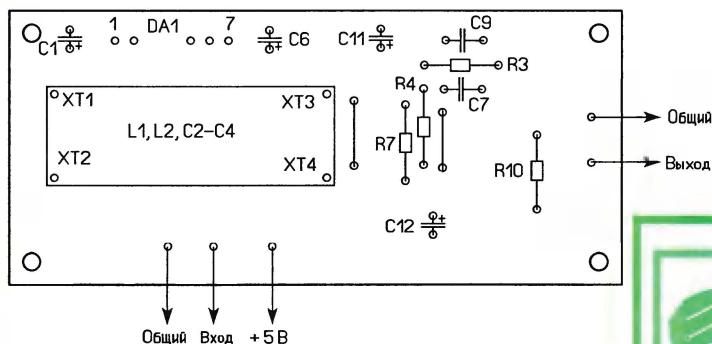 C1
1 DA1 7
C6
C11
C9
R3
R4
C7
R7
R10
C12
XT1
XT3
L1, L2, C2–C4
XT2
XT4
Общий
Выход
Общий Вход +5 В